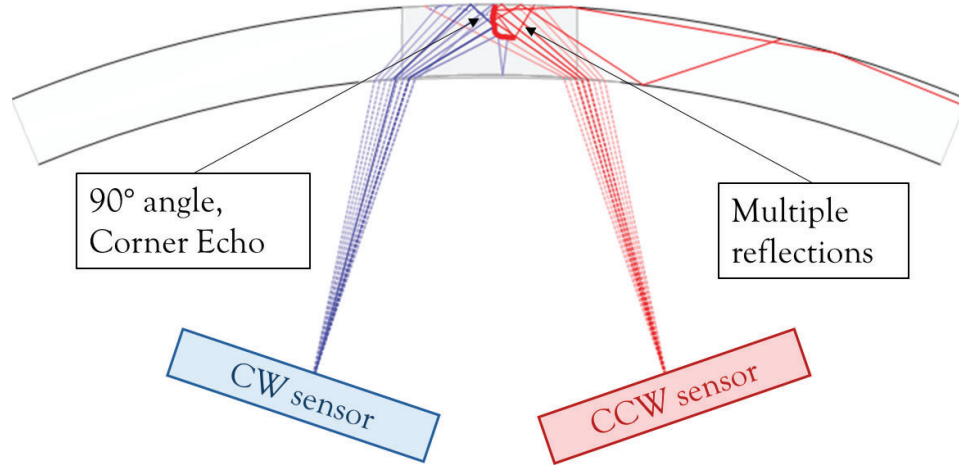 90° angle,
Corner Echo
Multiple
reflections
CW sensor
CCW sensor